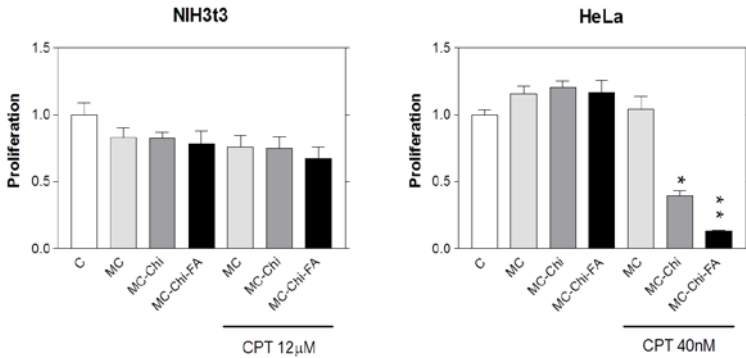 NIH3t3
Proliferation
1.5
1.0
0.5
0.0
C
MC
MC-Chi
MC-Chi-FA
MC
MC-Chi
MC-Chi-FA
CPT 12µM
HeLa
Proliferation
1.5
1.0
0.5
0.0
*
**
C
MC
MC-Chi
MC-Chi-FA
MC
MC-Chi
MC-Chi-FA
CPT 40nM